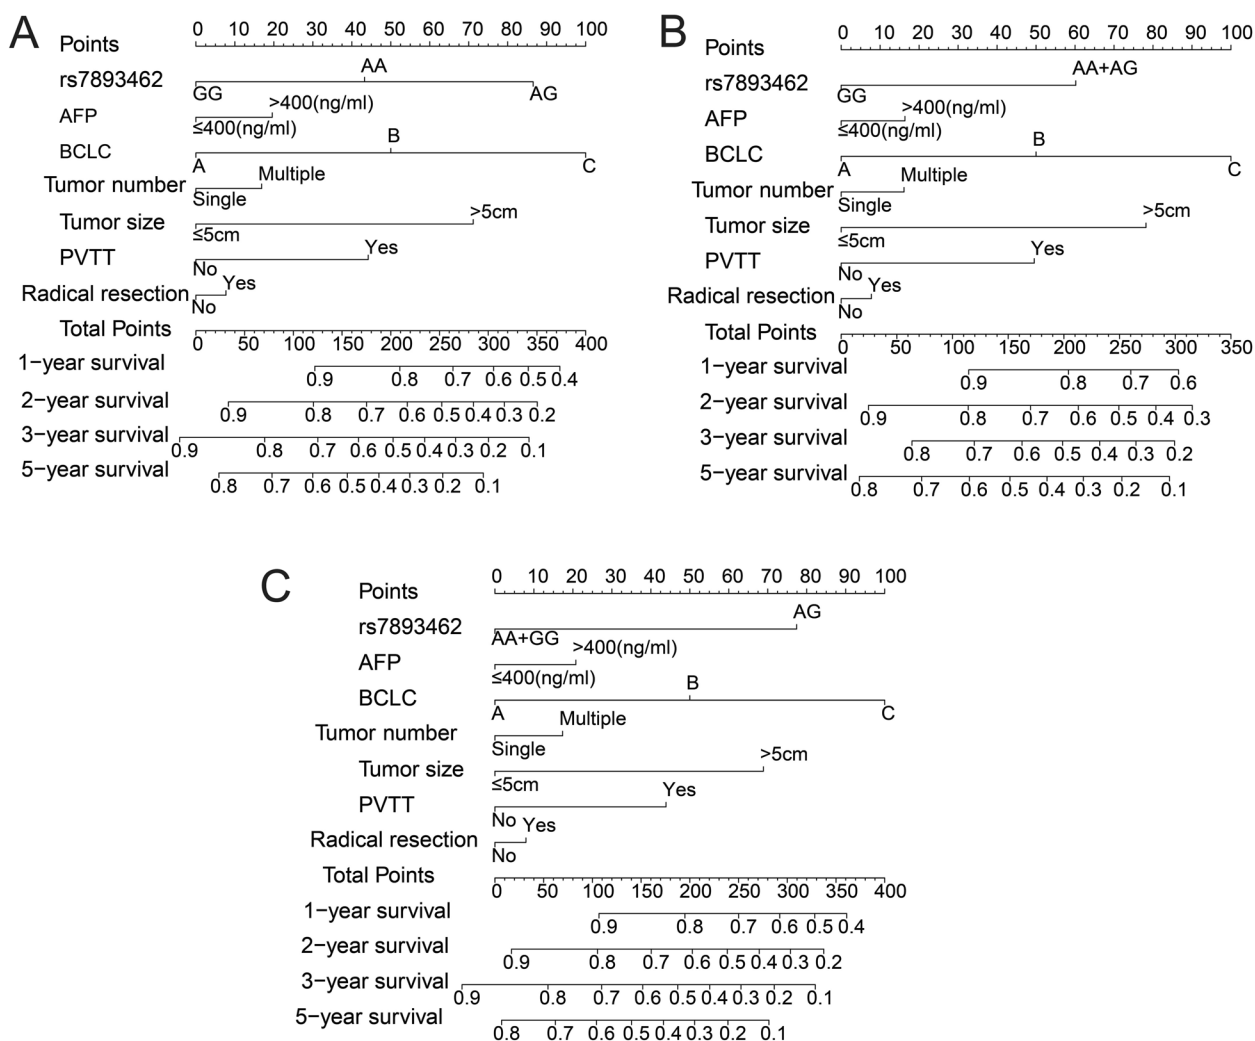 A
0 10 20 30 40 50 60 70 80 90 100
Points
AA
rs7893462
GG AG
>400(ng/ml)
AFP
≤400(ng/ml)
B
BCLC
A C
Multiple
Tumor number
Single
>5cm
Tumor size
≤5cm
Yes
PVTT
No
Yes
Radical resection
No
Total Points
0 50 100 150 200 250 300 350 400
1−year survival
0.9 0.8 0.7 0.6 0.5 0.4
2−year survival
0.9 0.8 0.7 0.6 0.5 0.4 0.3 0.2
3−year survival
0.9 0.8 0.7 0.6 0.5 0.4 0.3 0.2 0.1
5−year survival
0.8 0.7 0.6 0.5 0.4 0.3 0.2 0.1
B
0 10 20 30 40 50 60 70 80 90 100
Points
AA+AG
rs7893462
GG
>400(ng/ml)
AFP
≤400(ng/ml)
B
BCLC
A C
Multiple
Tumor number
Single
>5cm
Tumor size
≤5cm
Yes
PVTT
No
Yes
Radical resection
No
Total Points
0 50 100 150 200 250 300 350
1−year survival
0.9 0.8 0.7 0.6
2−year survival
0.9 0.8 0.7 0.6 0.5 0.4 0.3
3−year survival
0.8 0.7 0.6 0.5 0.4 0.3 0.2
5−year survival
0.8 0.7 0.6 0.5 0.4 0.3 0.2 0.1
C
0 10 20 30 40 50 60 70 80 90 100
Points
AG
rs7893462
AA+GG
>400(ng/ml)
AFP
≤400(ng/ml)
B
BCLC
A C
Multiple
Tumor number
Single
>5cm
Tumor size
≤5cm
Yes
PVTT
No
Yes
Radical resection
No
Total Points
0 50 100 150 200 250 300 350 400
1−year survival
0.9 0.8 0.7 0.6 0.5 0.4
2−year survival
0.9 0.8 0.7 0.6 0.5 0.4 0.3 0.2
3−year survival
0.9 0.8 0.7 0.6 0.5 0.4 0.3 0.2 0.1
5−year survival
0.8 0.7 0.6 0.5 0.4 0.3 0.2 0.1